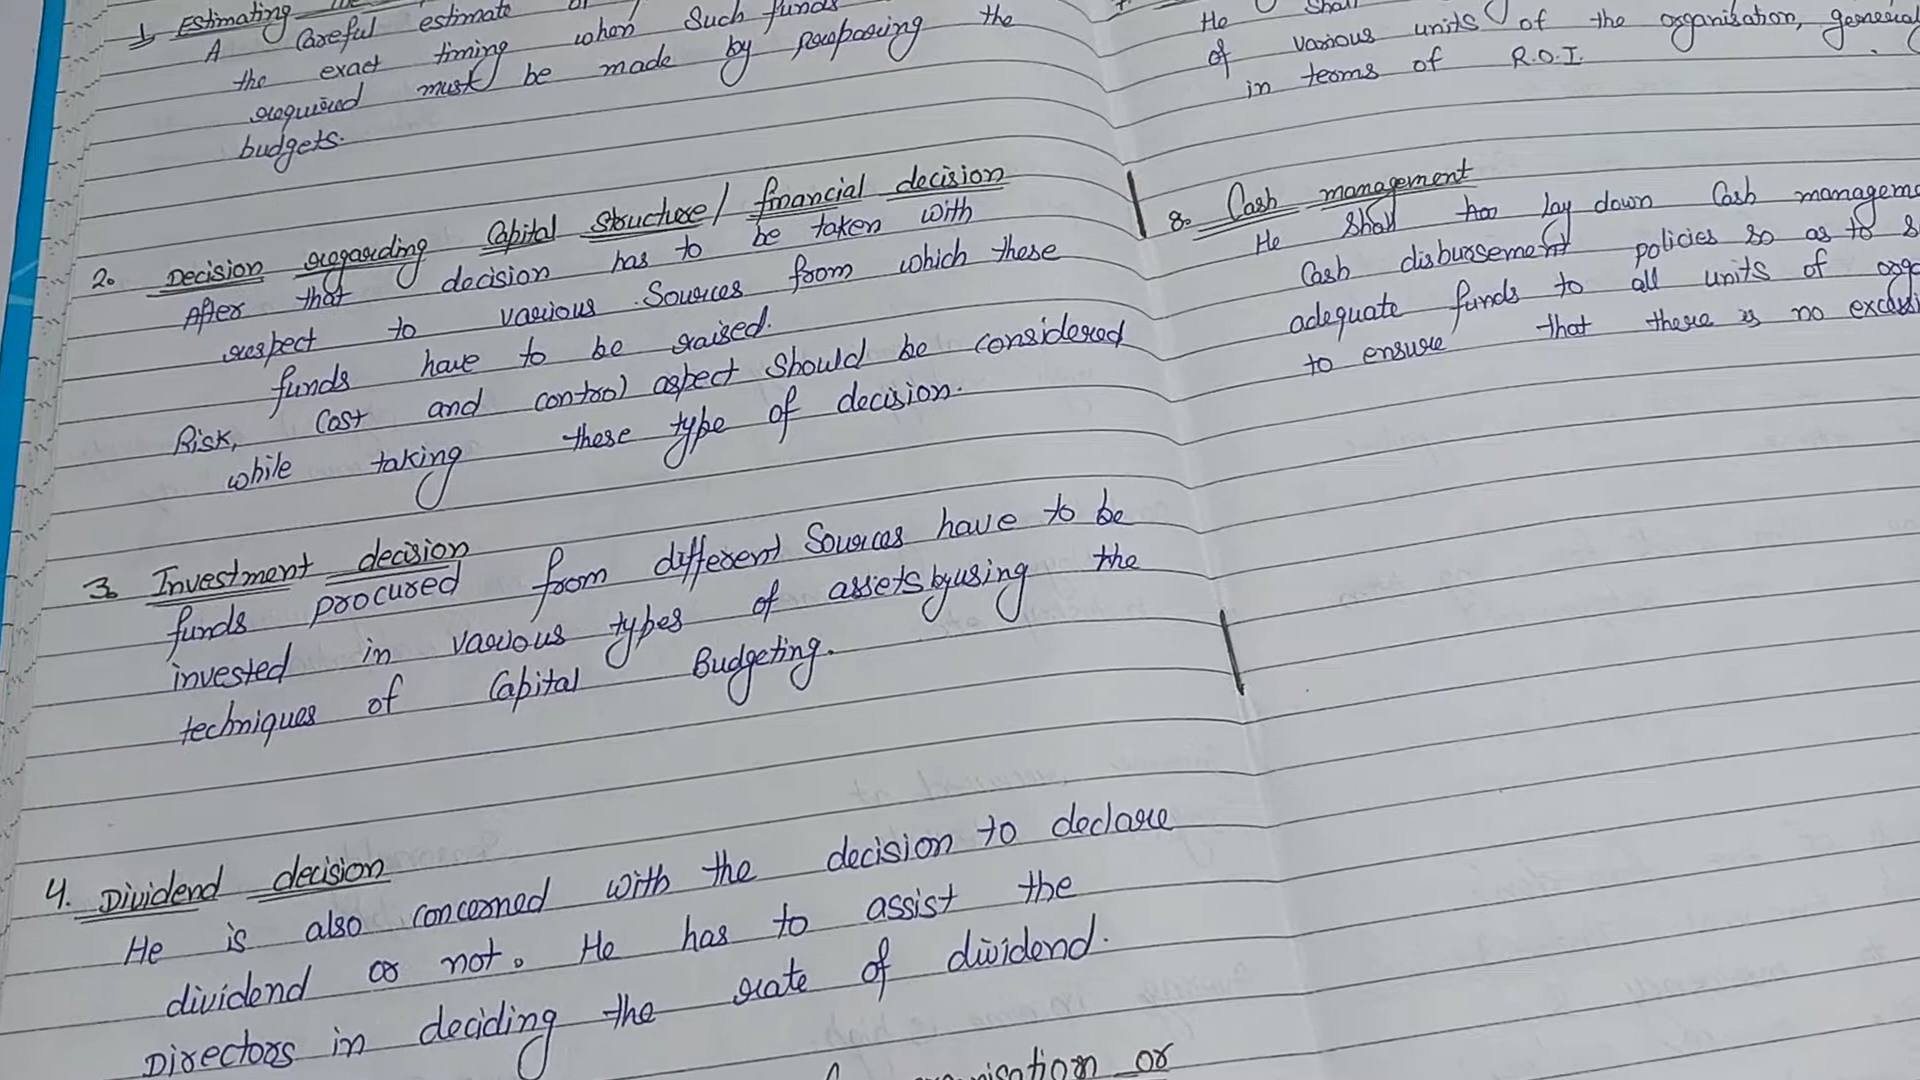 1. Estimating the
A Careful estimate of
the exact timing when Such funds
required must be made by preparing the
budgets.
2. Decision regarding Capital Structure/financial decision
After that decision has to be taken with
respect to various Sources from which these
funds have to be raised.
Risk, Cost and control aspect Should be considered
while taking these type of decision.
3. Investment decision
funds procured from different Sources have to be
invested in various types of assets by using the
techniques of Capital Budgeting.
4. Dividend decision
He is also concerned with the decision to declare
dividend or not. He has to assist the
Directors in deciding the rate of dividend.
or
He Shall
of various units of the organisation, general
in terms of R.O.I.
8. Cash management
He Shall lay down Cash
Cash disbursement policies so as to
adequate funds to all units of
to ensure that there is no